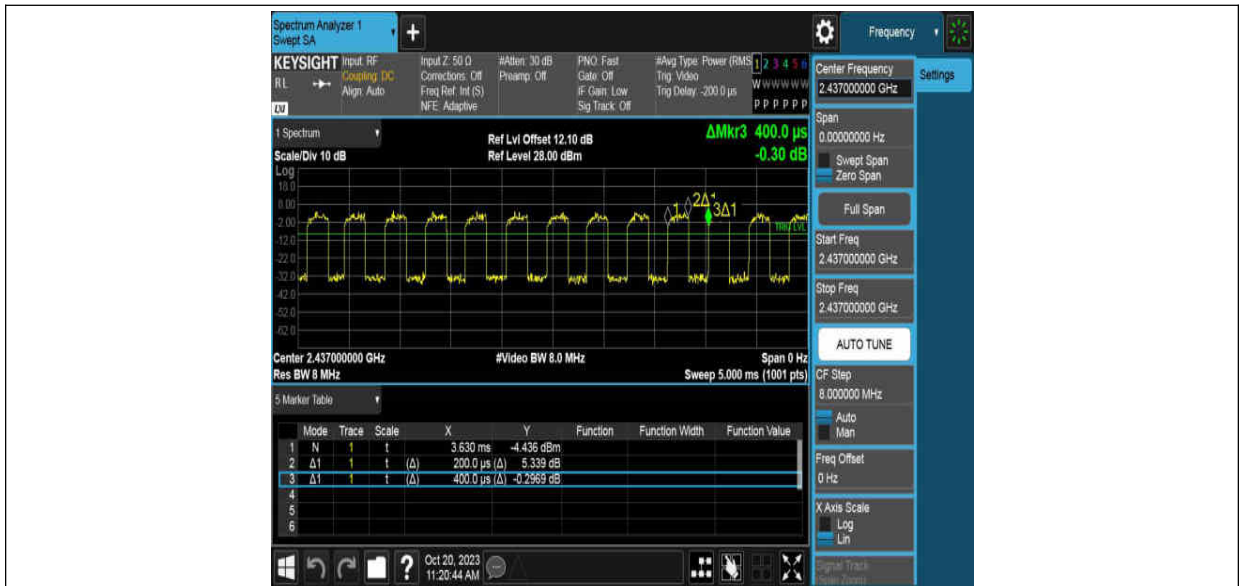 Spectrum Analyzer 1
Swept SA
+
Frequency
KEYSIGHT
RL
LXI
Input: RF
Coupling: DC
Align: Auto
Input Z: 50 Ω
Corrections: Off
Freq Ref: Int (S)
NFE: Adaptive
#Atten: 30 dB
Preamp: Off
PNO: Fast
Gate: Off
IF Gain: Low
Sig Track: Off
#Avg Type: Power (RMS
Trig: Video
Trig Delay: -200.0 µs
1 2 3 4 5 6
W W W W W W
P P P P P P
1 Spectrum
Scale/Div 10 dB
Ref Lvl Offset 12.10 dB
Ref Level 28.00 dBm
ΔMkr3 400.0 µs
-0.30 dB
Log
18.0
8.00
-2.00
-12.0
-22.0
-32.0
-42.0
-52.0
-62.0
1
2Δ1
3Δ1
TRIG LVL
Center 2.437000000 GHz
#Video BW 8.0 MHz
Span 0 Hz
Res BW 8 MHz
Sweep 5.000 ms (1001 pts)
5 Marker Table
Mode Trace Scale X Y Function Function Width Function Value
1 N 1 t 3.630 ms -4.436 dBm
2 Δ1 1 t (Δ) 200.0 µs (Δ) 5.339 dB
3 Δ1 1 t (Δ) 400.0 µs (Δ) -0.2969 dB
4
5
6
?
Oct 20, 2023
11:20:44 AM
Settings
Center Frequency
2.437000000 GHz
Span
0.00000000 Hz
Swept Span
Zero Span
Full Span
Start Freq
2.437000000 GHz
Stop Freq
2.437000000 GHz
AUTO TUNE
CF Step
8.000000 MHz
Auto
Man
Freq Offset
0 Hz
X Axis Scale
Log
Lin
Signal Track
(Span Zoom)